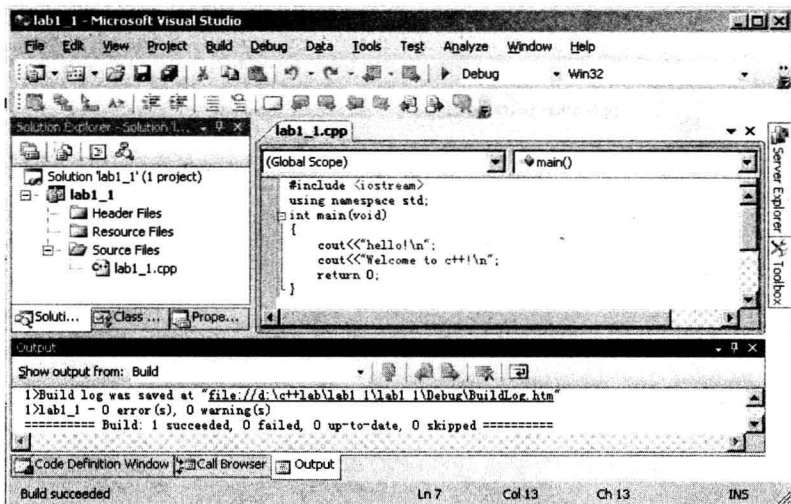 lab1_1 - Microsoft Visual Studio
File Edit View Project Build Debug Data Tools Test Analyze Window Help
Debug Win32
Solution Explorer - Solution 'l...
lab1_1.cpp
(Global Scope) main()
Solution 'lab1_1' (1 project)
lab1_1
Header Files
Resource Files
Source Files
lab1_1.cpp
#include <iostream>
using namespace std;
int main(void)
{
cout<<"hello!\n";
cout<<"Welcome to c++!\n";
return 0;
}
Server Explorer
Toolbox
Soluti... Class ... Prope...
Output
Show output from: Build
1>Build log was saved at "file://d:\c++lab\lab1_1\lab1_1\Debug\BuildLog.htm"
1>lab1_1 - 0 error(s), 0 warning(s)
========== Build: 1 succeeded, 0 failed, 0 up-to-date, 0 skipped ==========
Code Definition Window Call Browser Output
Build succeeded Ln 7 Col 13 Ch 13 INS